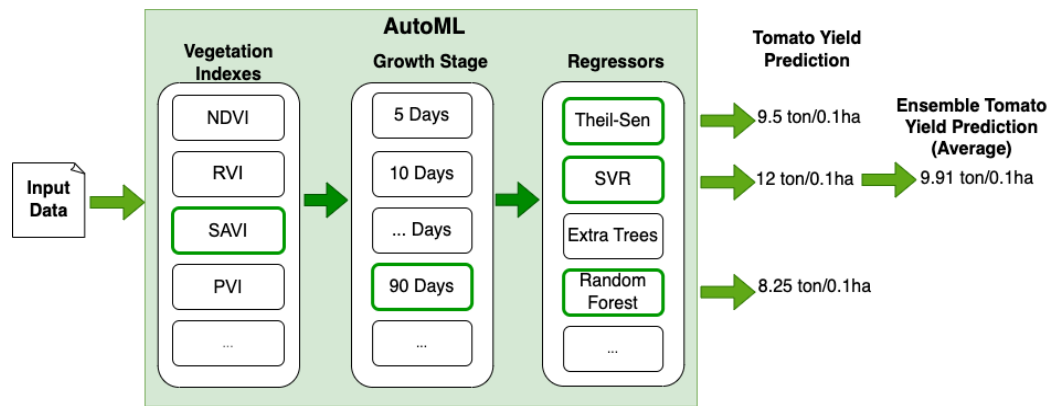 AutoML
Vegetation
Indexes
Growth Stage
Regressors
Tomato Yield
Prediction
Ensemble Tomato
Yield Prediction
(Average)
Input
Data
NDVI
RVI
SAVI
PVI
...
5 Days
10 Days
... Days
90 Days
...
Theil-Sen
SVR
Extra Trees
Random
Forest
...
9.5 ton/0.1ha
12 ton/0.1ha
8.25 ton/0.1ha
9.91 ton/0.1ha